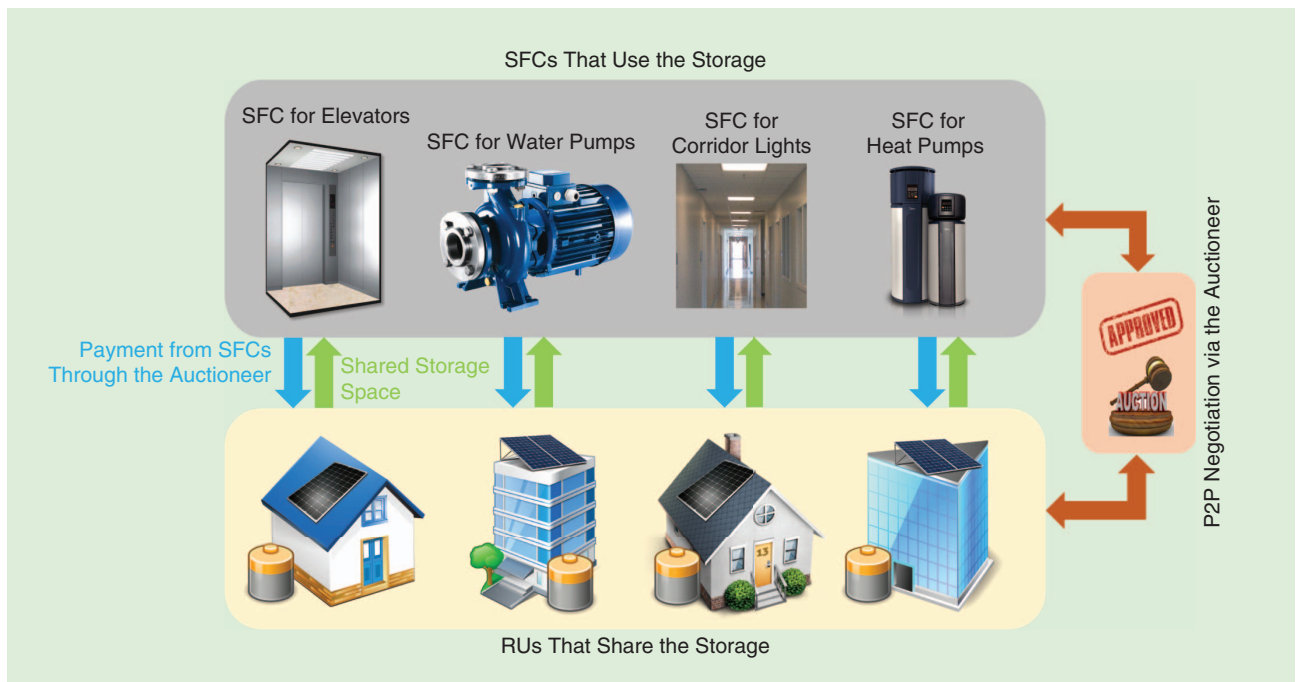 SFCs That Use the Storage
SFC for Elevators
SFC for Water Pumps
SFC for
Corridor Lights
SFC for
Heat Pumps
Payment from SFCs
Through the Auctioneer
Shared Storage
Space
APPROVED
AUCTION
P2P Negotiation via the Auctioneer
13
RUs That Share the Storage